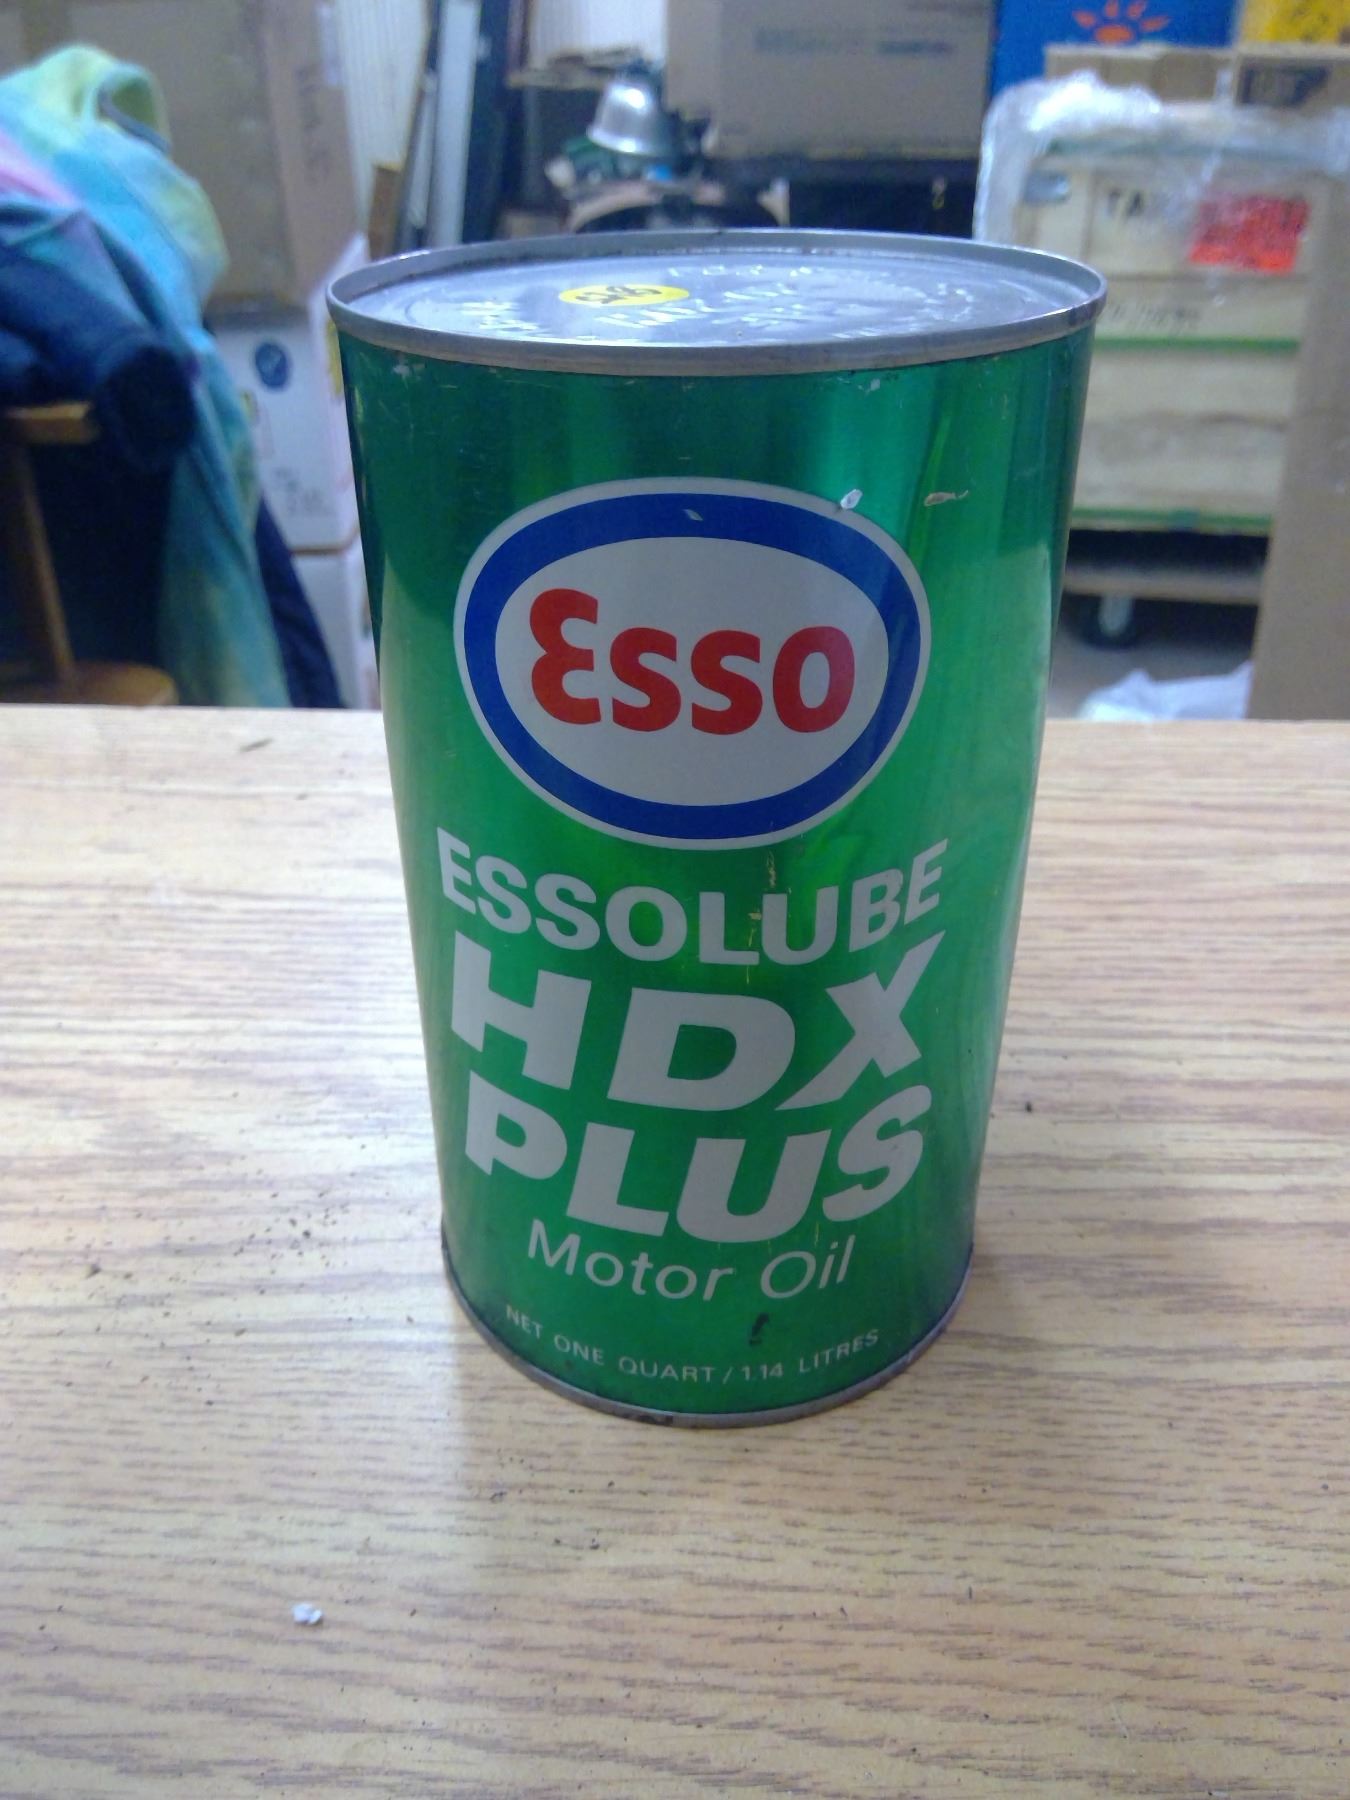 Esso
ESSOLUBE
HDX
PLUS
Motor Oil
NET ONE QUART / 1.14 LITRES